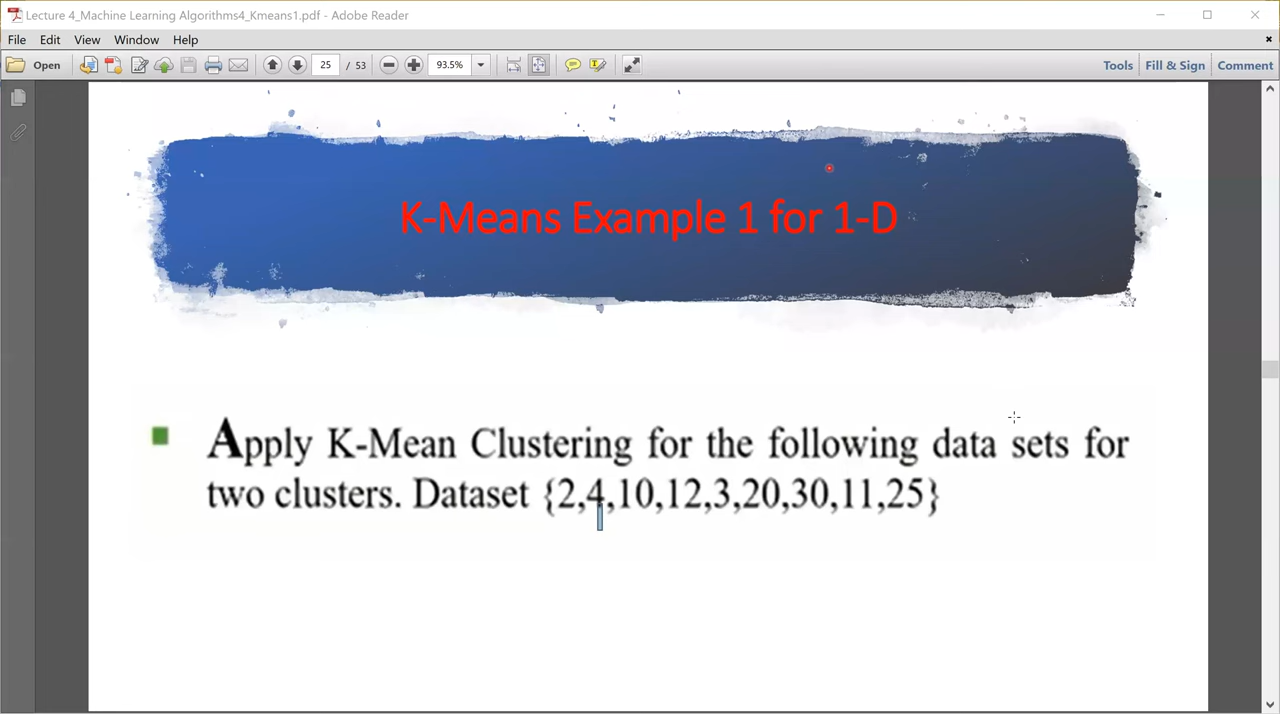 Lecture 4_Machine Learning Algorithms4_Kmeans1.pdf - Adobe Reader
File Edit View Window Help
Open 25 / 53 93.5% Tools Fill & Sign Comment
K-Means Example 1 for 1-D
Apply K-Mean Clustering for the following data sets for
two clusters. Dataset {2,4,10,12,3,20,30,11,25}